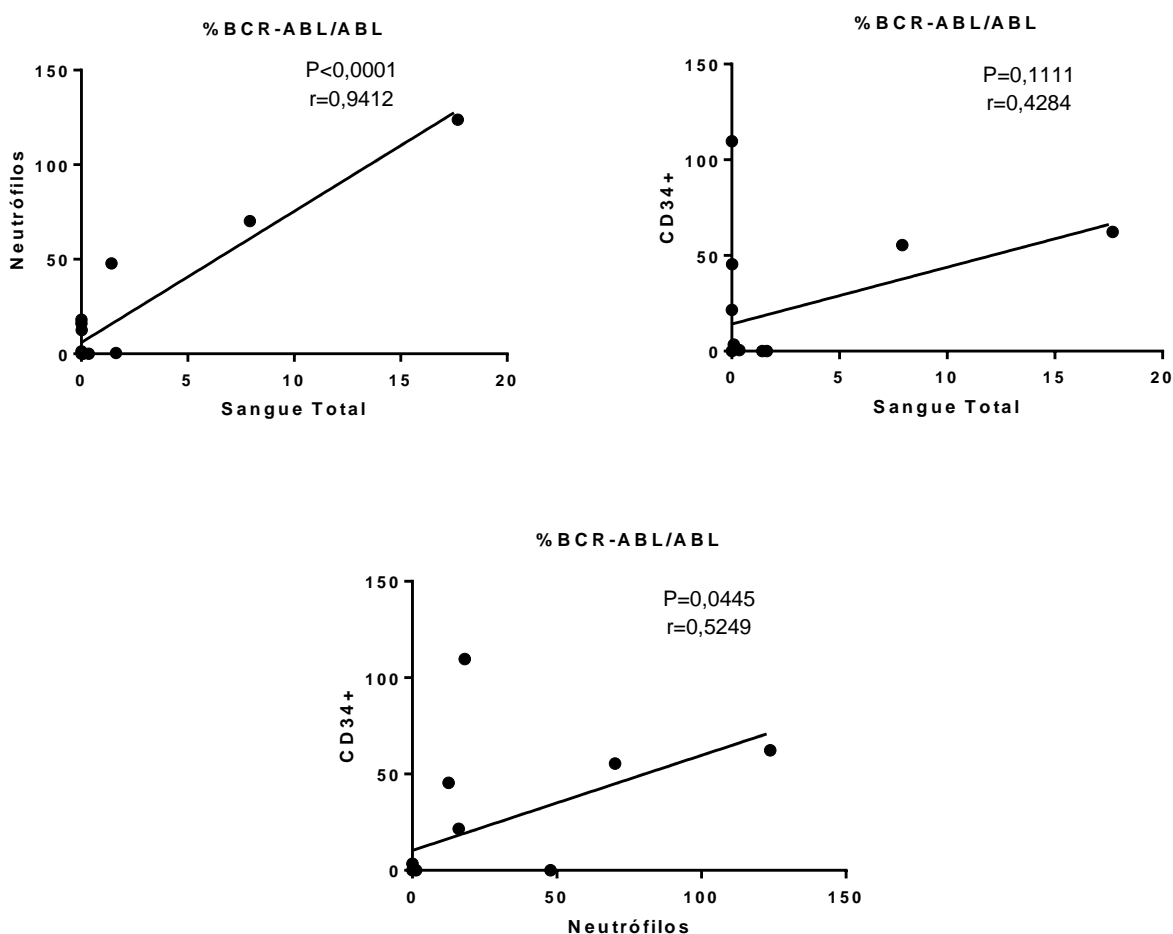 %BCR-ABL/ABL
P<0,0001
r=0,9412
150
100
50
0
Neutrófilos
0 5 10 15 20
Sangue Total
%BCR-ABL/ABL
P=0,1111
r=0,4284
150
100
50
0
CD34+
0 5 10 15 20
Sangue Total
%BCR-ABL/ABL
P=0,0445
r=0,5249
150
100
50
0
CD34+
0 50 100 150
Neutrófilos